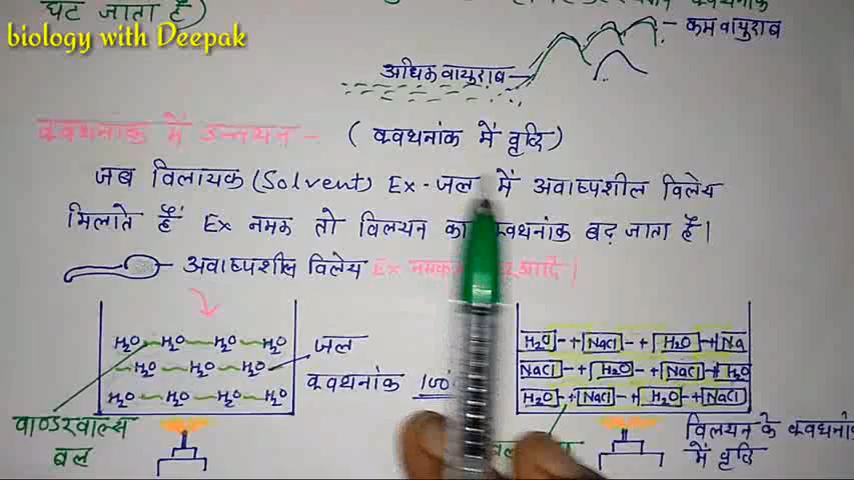 घट जाता है)
biology with Deepak
कम वायुदाब
अधिक वायुदाब
क्वथनांक में उन्नयन - (क्वथनांक में वृद्धि)
जब विलायक (Solvent) Ex - जल में अवाष्पशील विलेय
मिलाते हैं Ex नमक तो विलयन का क्वथनांक बढ़ जाता है।
अवाष्पशील विलेय Ex नमक आदि।
H₂O H₂O H₂O H₂O
H₂O H₂O H₂O
H₂O H₂O H₂O H₂O
जल
क्वथनांक 100
वाण्डरवाल्स
बल
H₂O - + NaCl - + H₂O - + Na
NaCl - + H₂O - + NaCl - + H₂O
H₂O - + NaCl - + H₂O - + NaCl
विलयन के क्वथनांक
में वृद्धि